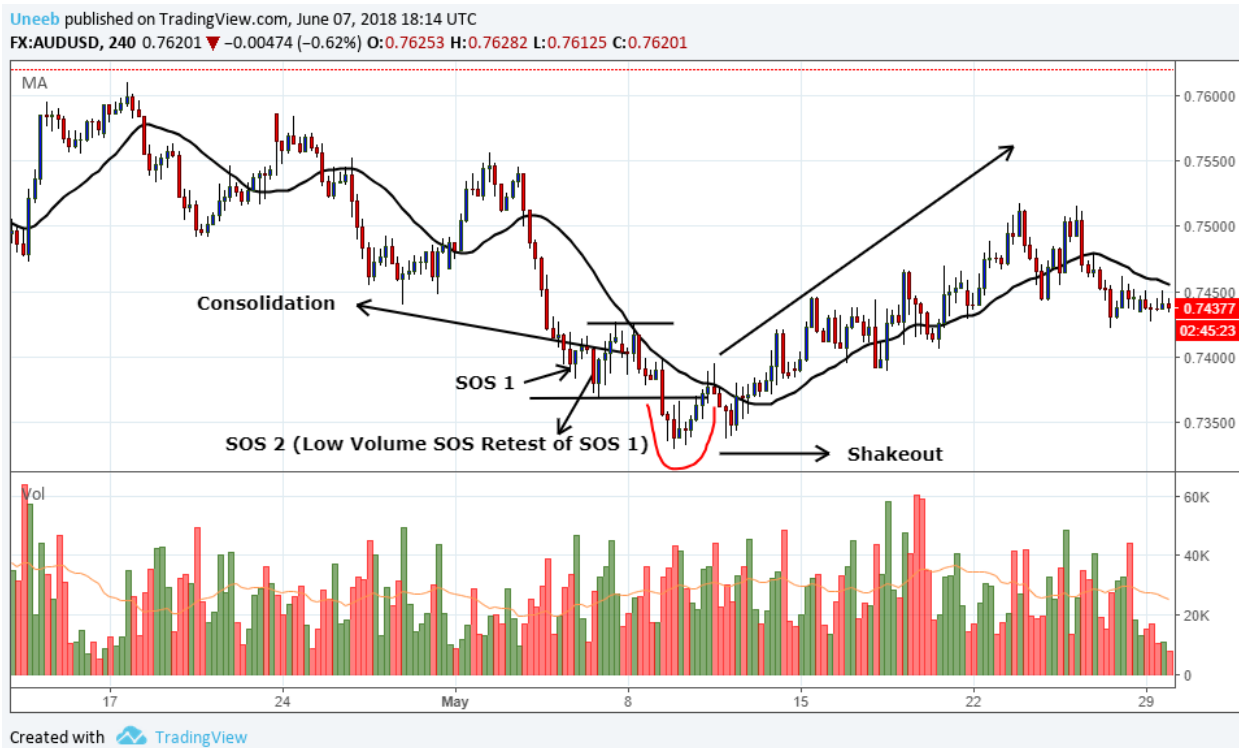 Uneeb published on TradingView.com, June 07, 2018 18:14 UTC
FX:AUDUSD, 240 0.76201 ▼ −0.00474 (−0.62%) O:0.76253 H:0.76282 L:0.76125 C:0.76201
MA
0.76000
0.75500
0.75000
0.74500
0.74377
02:45:23
0.74000
0.73500
Consolidation
SOS 1
SOS 2 (Low Volume SOS Retest of SOS 1)
Shakeout
Vol
60K
40K
20K
0
17 24 May 8 15 22 29
Created with TradingView